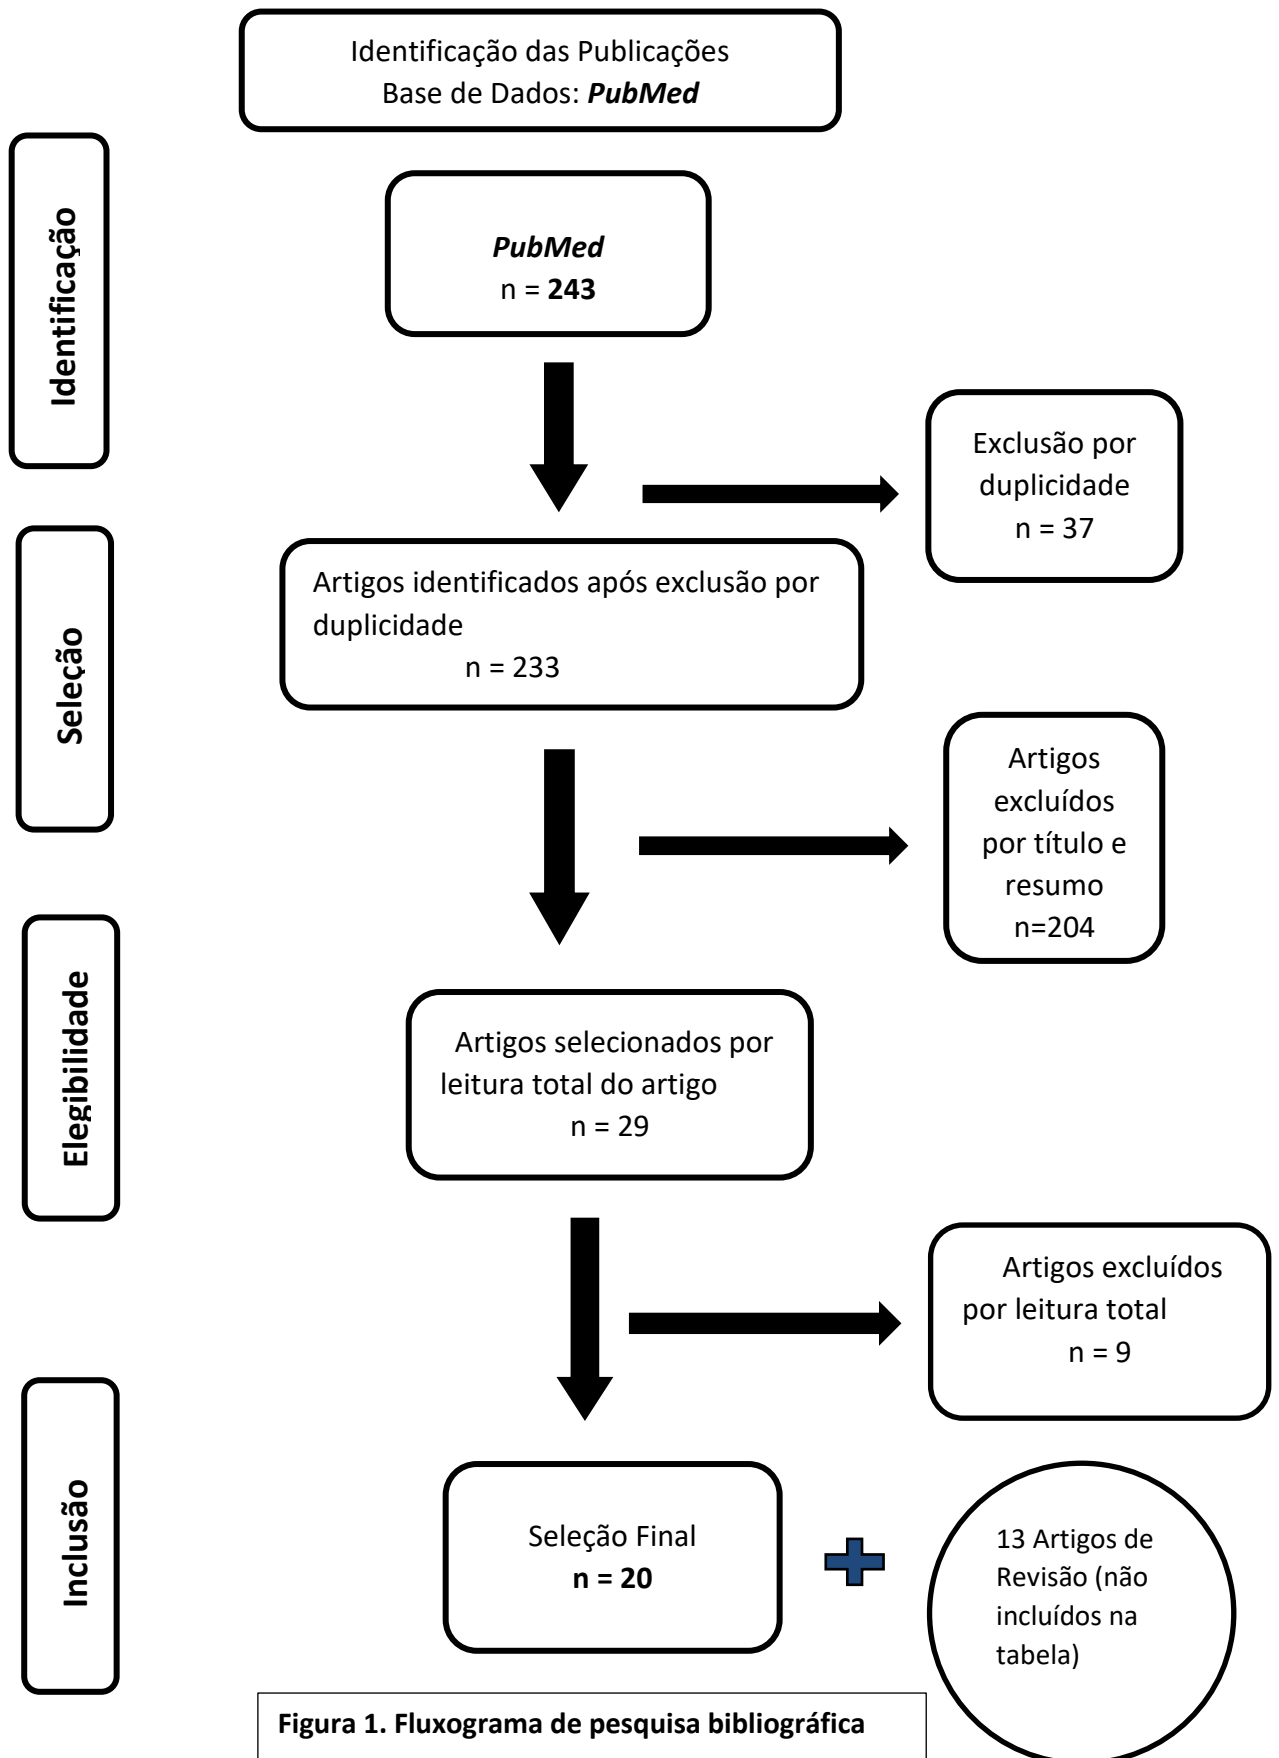 Identificação das Publicações
Base de Dados: PubMed
Identificação
PubMed
n = 243
Exclusão por
duplicidade
n = 37
Seleção
Artigos identificados após exclusão por
duplicidade
n = 233
Artigos
excluídos
por título e
resumo
n=204
Elegibilidade
Artigos selecionados por
leitura total do artigo
n = 29
Artigos excluídos
por leitura total
n = 9
Inclusão
Seleção Final
n = 20
13 Artigos de
Revisão (não
incluídos na
tabela)
Figura 1. Fluxograma de pesquisa bibliográfica